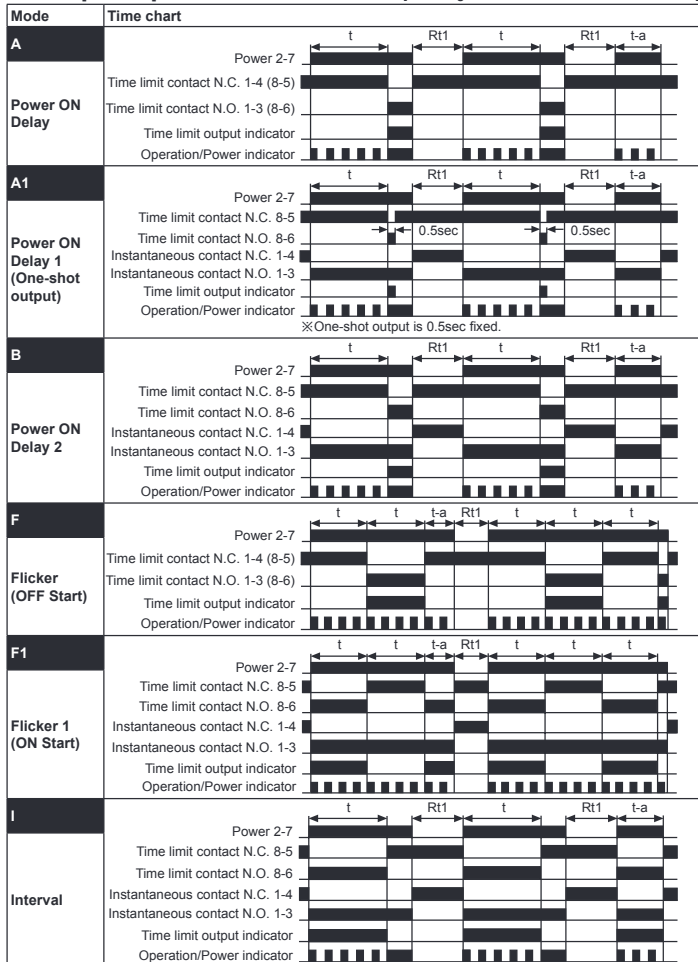 Mode Time chart
A
Power ON
Delay
t Rt1 t Rt1 t-a
Power 2-7
Time limit contact N.C. 1-4 (8-5)
Time limit contact N.O. 1-3 (8-6)
Time limit output indicator
Operation/Power indicator
A1
Power ON
Delay 1
(One-shot
output)
t Rt1 t Rt1 t-a
Power 2-7
Time limit contact N.C. 8-5
Time limit contact N.O. 8-6 0.5sec 0.5sec
Instantaneous contact N.C. 1-4
Instantaneous contact N.O. 1-3
Time limit output indicator
Operation/Power indicator
※One-shot output is 0.5sec fixed.
B
Power ON
Delay 2
t Rt1 t Rt1 t-a
Power 2-7
Time limit contact N.C. 8-5
Time limit contact N.O. 8-6
Instantaneous contact N.C. 1-4
Instantaneous contact N.O. 1-3
Time limit output indicator
Operation/Power indicator
F
Flicker
(OFF Start)
t t t-a Rt1 t t t
Power 2-7
Time limit contact N.C. 1-4 (8-5)
Time limit contact N.O. 1-3 (8-6)
Time limit output indicator
Operation/Power indicator
F1
Flicker 1
(ON Start)
t t t-a Rt1 t t t
Power 2-7
Time limit contact N.C. 8-5
Time limit contact N.O. 8-6
Instantaneous contact N.C. 1-4
Instantaneous contact N.O. 1-3
Time limit output indicator
Operation/Power indicator
I
Interval
t Rt1 t Rt1 t-a
Power 2-7
Time limit contact N.C. 8-5
Time limit contact N.O. 8-6
Instantaneous contact N.C. 1-4
Instantaneous contact N.O. 1-3
Time limit output indicator
Operation/Power indicator